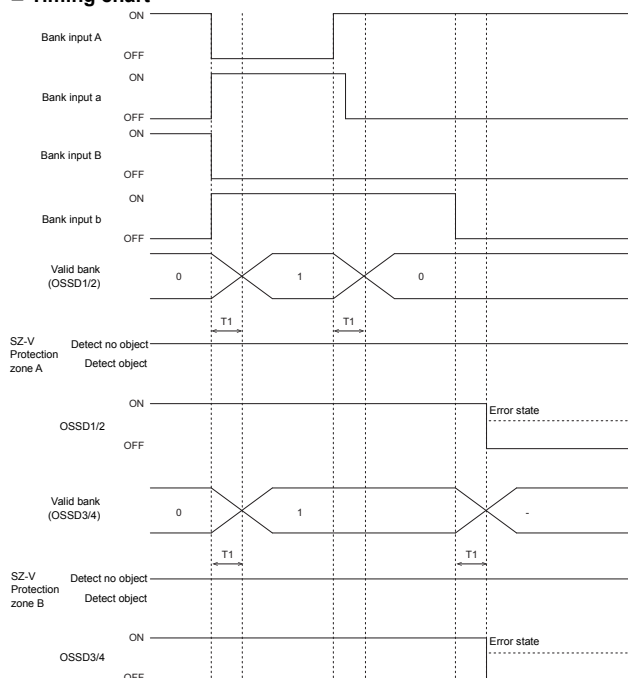 ■ Timing chart
ON
Bank input A
OFF
ON
Bank input a
OFF
ON
Bank input B
OFF
ON
Bank input b
OFF
Valid bank
(OSSD1/2)
0
1
0
T1
T1
SZ-V
Protection
zone A
Detect no object
Detect object
ON
Error state
OSSD1/2
OFF
Valid bank
(OSSD3/4)
0
1
-
T1
T1
SZ-V
Protection
zone B
Detect no object
Detect object
ON
Error state
OSSD3/4
OFF